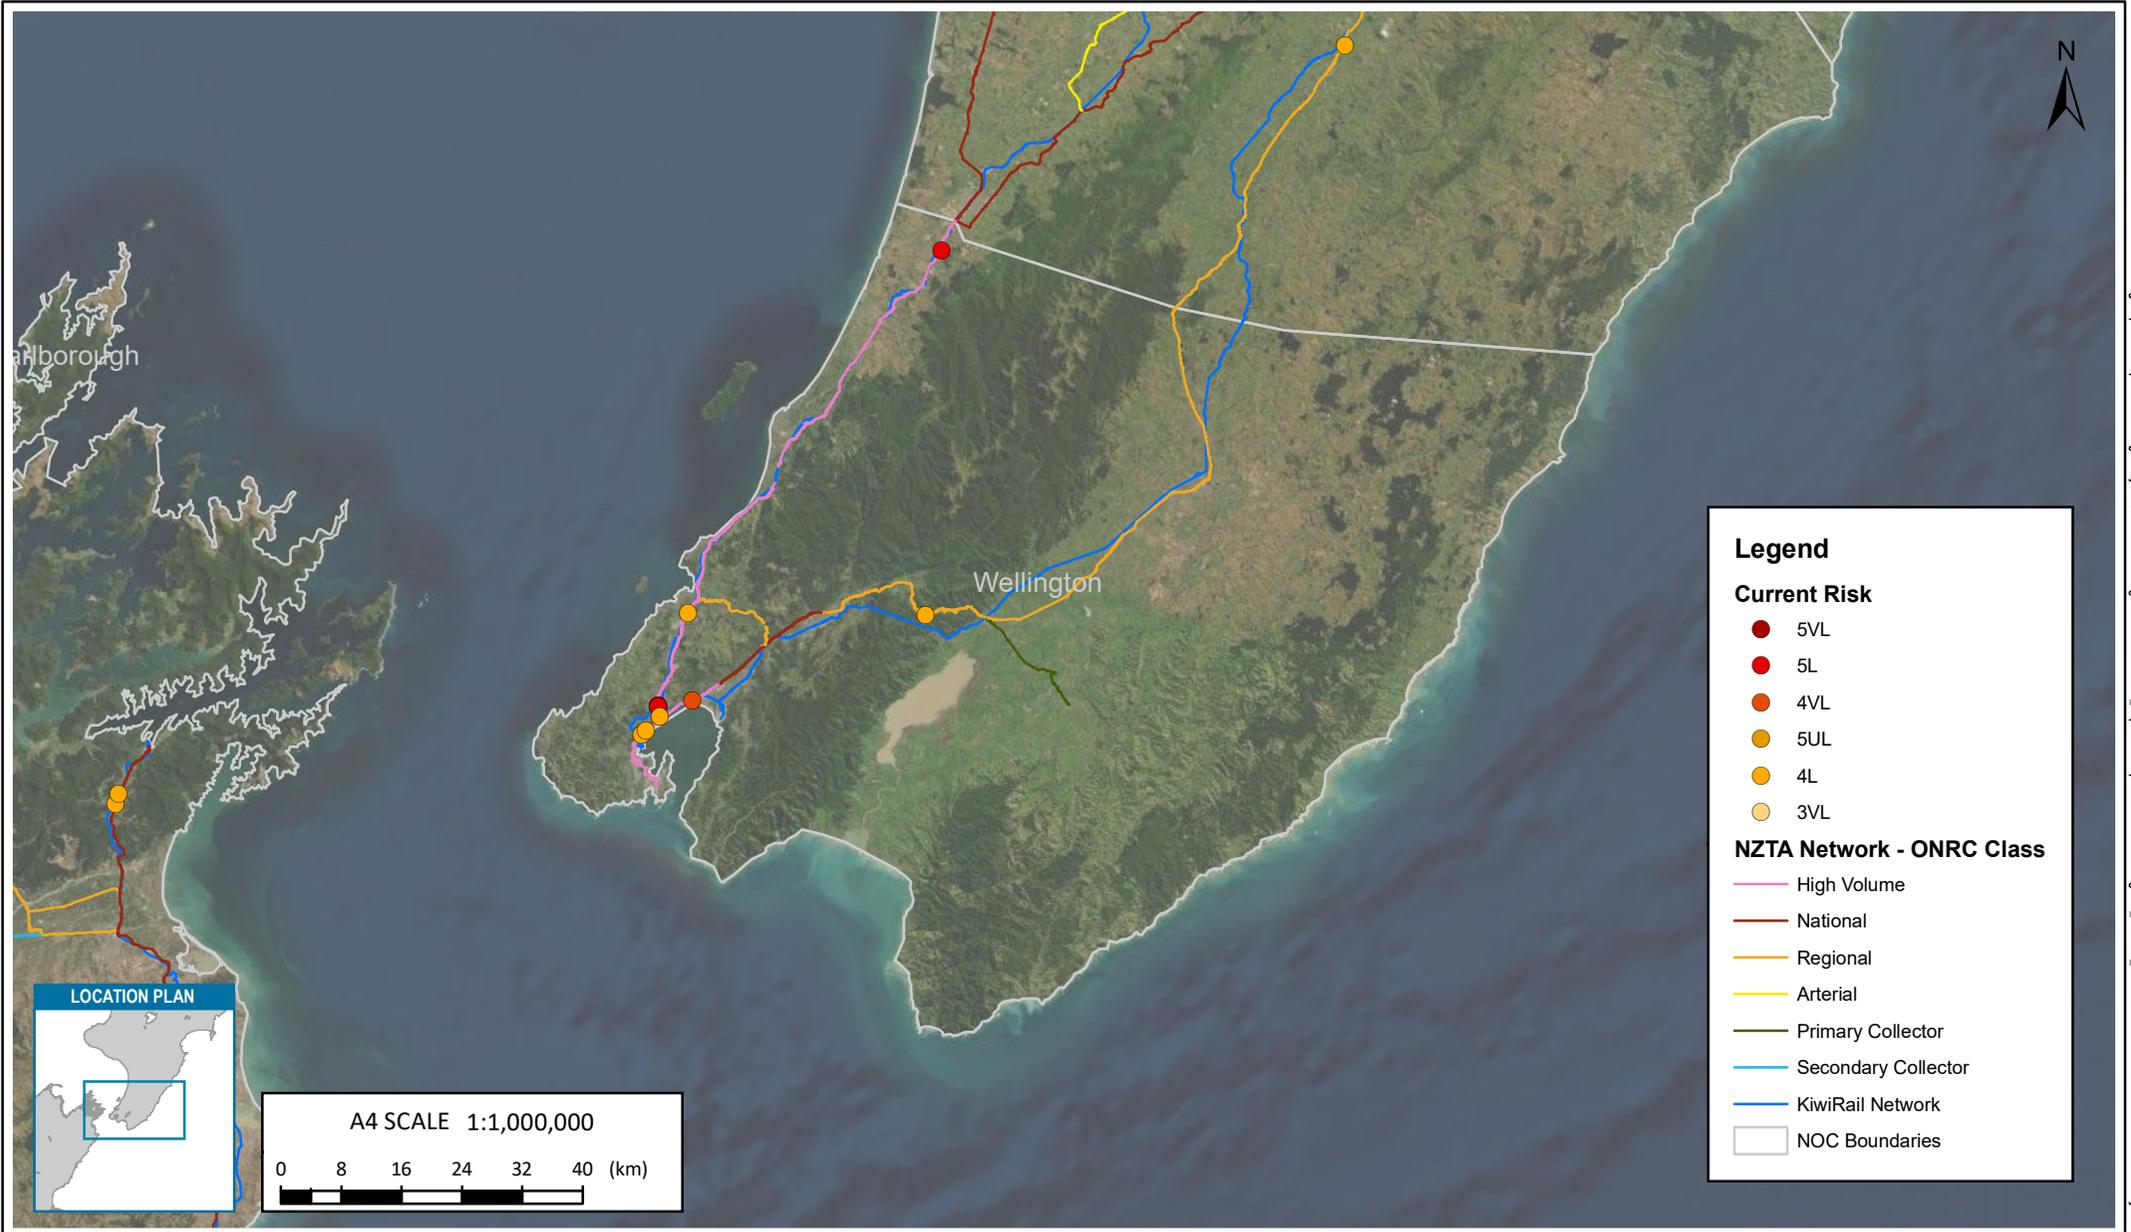 N
arlborough
Wellington
Legend
Current Risk
5VL
5L
4VL
5UL
4L
3VL
NZTA Network - ONRC Class
High Volume
National
Regional
Arterial
Primary Collector
Secondary Collector
KiwiRail Network
NOC Boundaries
LOCATION PLAN
A4 SCALE 1:1,000,000
0 8 16 24 32 40 (km)